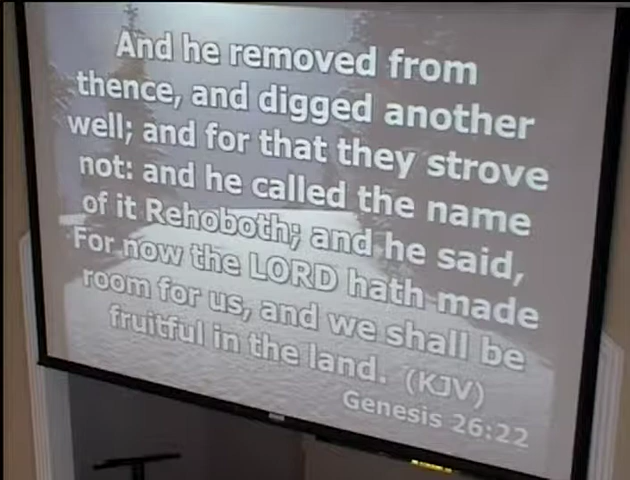 And he removed from
thence, and digged another
well; and for that they strove
not: and he called the name
of it Rehoboth; and he said,
For now the LORD hath made
room for us, and we shall be
fruitful in the land. (KJV)
Genesis 26:22